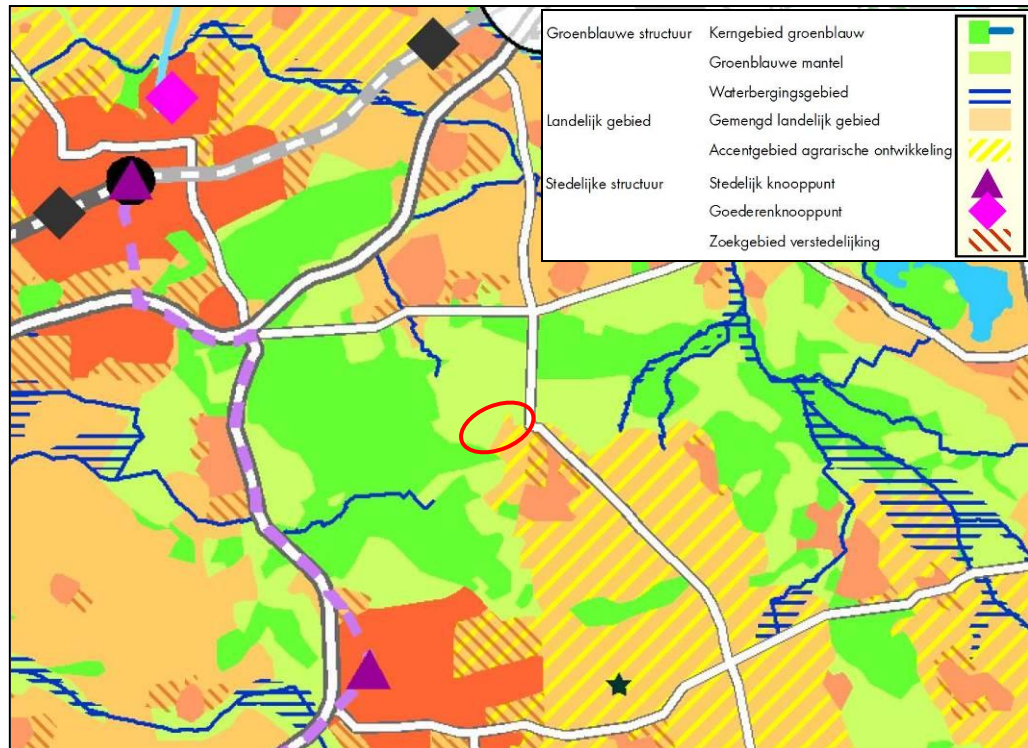 Groenblauwe structuur Kerngebied groenblauw
Groenblauwe mantel
Waterbergingsgebied
Landelijk gebied Gemengd landelijk gebied
Accentgebied agrarische ontwikkeling
Stedelijke structuur Stedelijk knooppunt
Goederenknooppunt
Zoekgebied verstedelijking